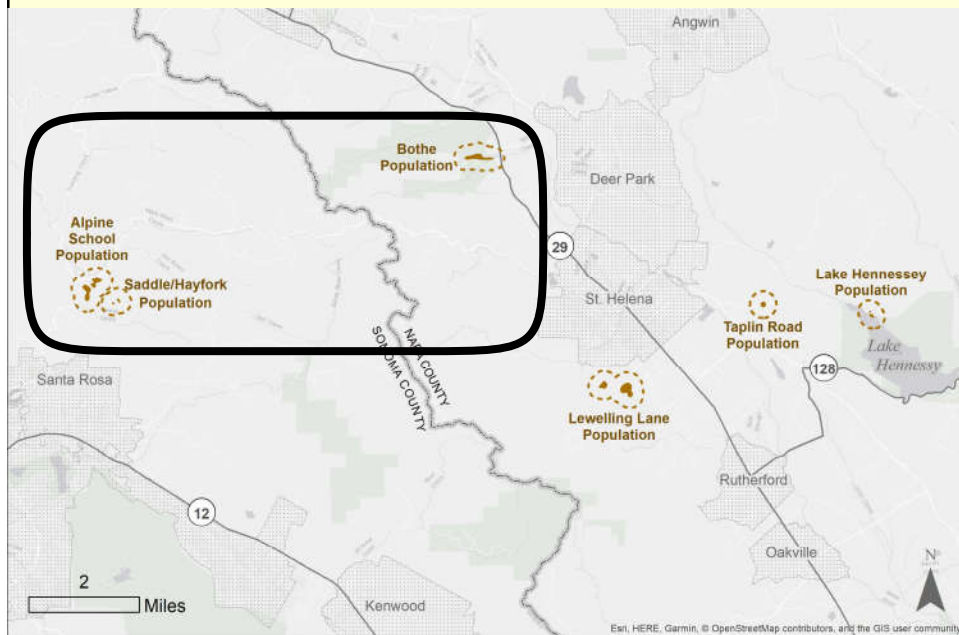 Angwin
Bothe
Population
Deer Park
Alpine
School
Population
Saddle/Hayfork
Population
29
St. Helena
Lake Hennessey
Population
Taplin Road
Population
Lake
Hennessy
NAPA COUNTY
SONOMA COUNTY
128
Santa Rosa
Lewelling Lane
Population
Rutherford
12
Oakville
2
Miles
Kenwood
N
Esri, HERE, Garmin, © OpenStreetMap contributors, and the GIS user community